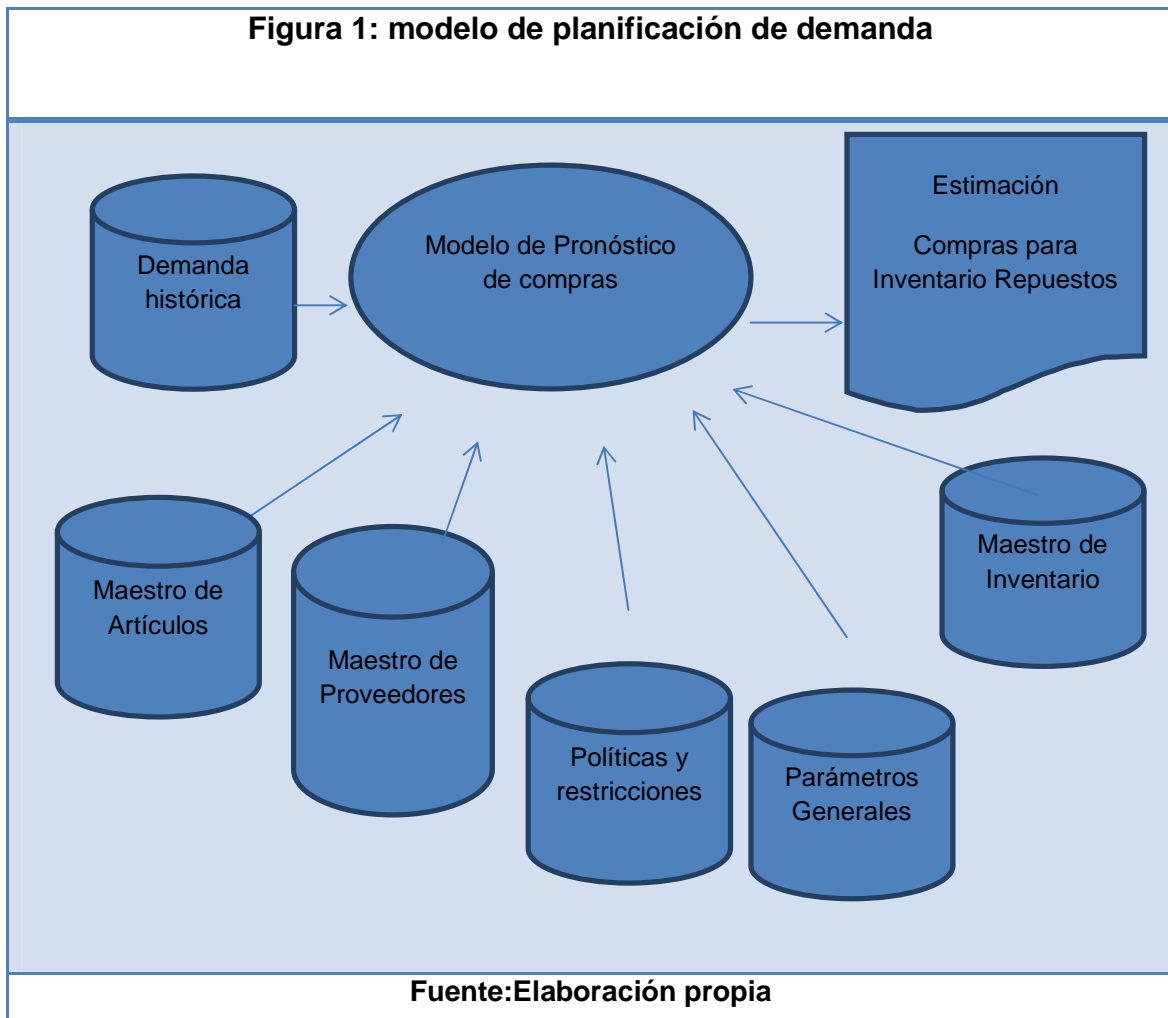 Figura 1: modelo de planificación de demanda
Demanda
histórica
Modelo de Pronóstico
de compras
Estimación
Compras para
Inventario Repuestos
Maestro de
Artículos
Maestro de
Proveedores
Políticas y
restricciones
Parámetros
Generales
Maestro de
Inventario
Fuente:Elaboración propia